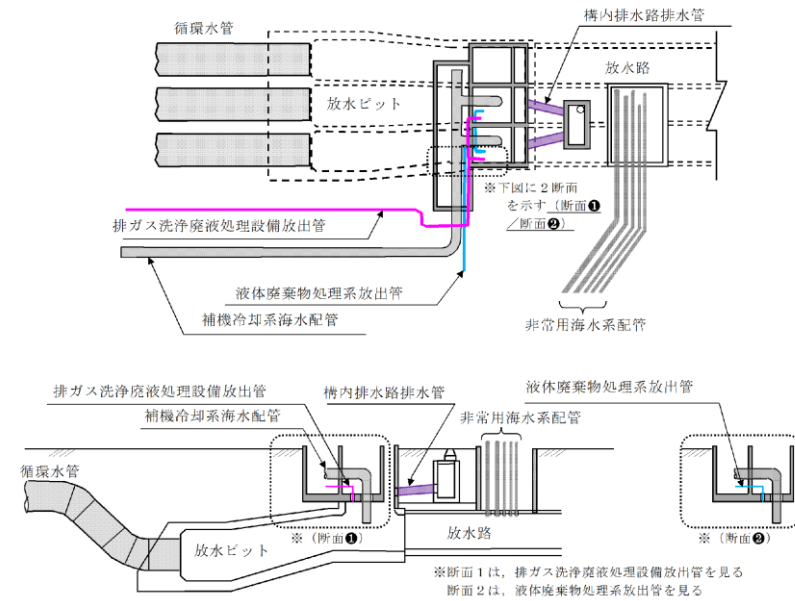 循環水管
構内排水路排水管
放水路
放水ピット
※下図に2断面
を示す(断面❶
/断面❷)
排ガス洗浄廃液処理設備放出管
液体廃棄物処理系放出管
補機冷却系海水配管
非常用海水系配管
排ガス洗浄廃液処理設備放出管
構内排水路排水管
液体廃棄物処理系放出管
補機冷却系海水配管
非常用海水系配管
循環水管
※(断面❶)
放水路
※(断面❷)
放水ピット
※断面1は,排ガス洗浄廃液処理設備放出管を見る
断面2は,液体廃棄物処理系放出管を見る